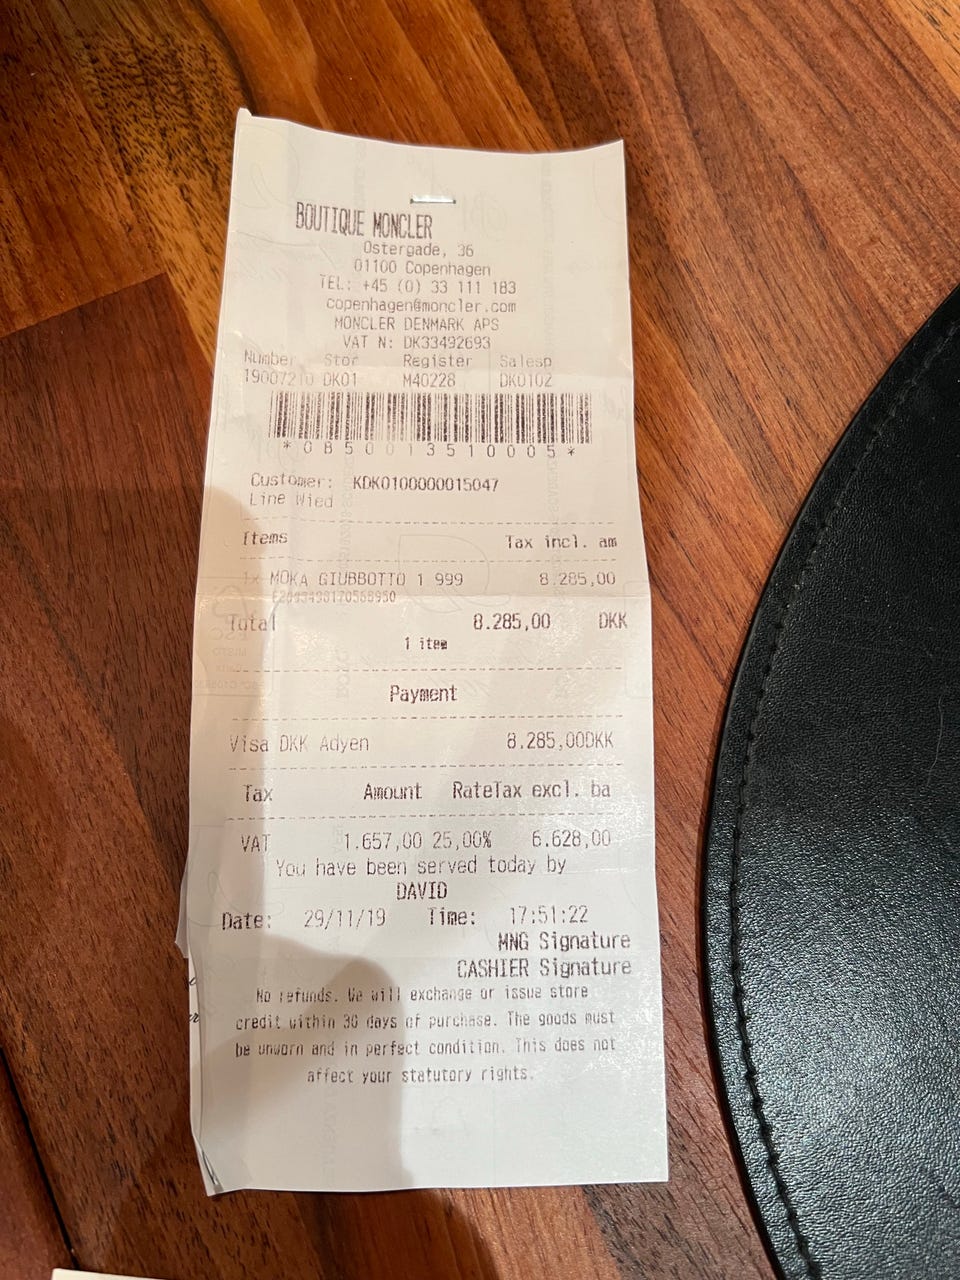 BOUTIQUE MONCLER
Ostergade, 36
01100 Copenhagen
TEL: +45 (0) 33 111 183
copenhagen@moncler.com
MONCLER DENMARK APS
VAT N: DK33492693
Number Stor Register Salesp
19007210 DK01 M40228 DK0102
*0850013510005*
Customer: KDK0100000015047
Line Wied
Items Tax incl. am
1x MOKA GIUBBOTTO 1 999 8.285,00
Total 8.285,00 DKK
1 item
Payment
Visa DKK Adyen 8.285,00DKK
Tax Amount RateTax excl. ba
VAT 1.657,00 25,00% 6.628,00
You have been served today by
DAVID
Date: 29/11/19 Time: 17:51:22
MNG Signature
CASHIER Signature
No refunds. We will exchange or issue store
credit within 30 days of purchase. The goods must
be unworn and in perfect condition. This does not
affect your statutory rights.